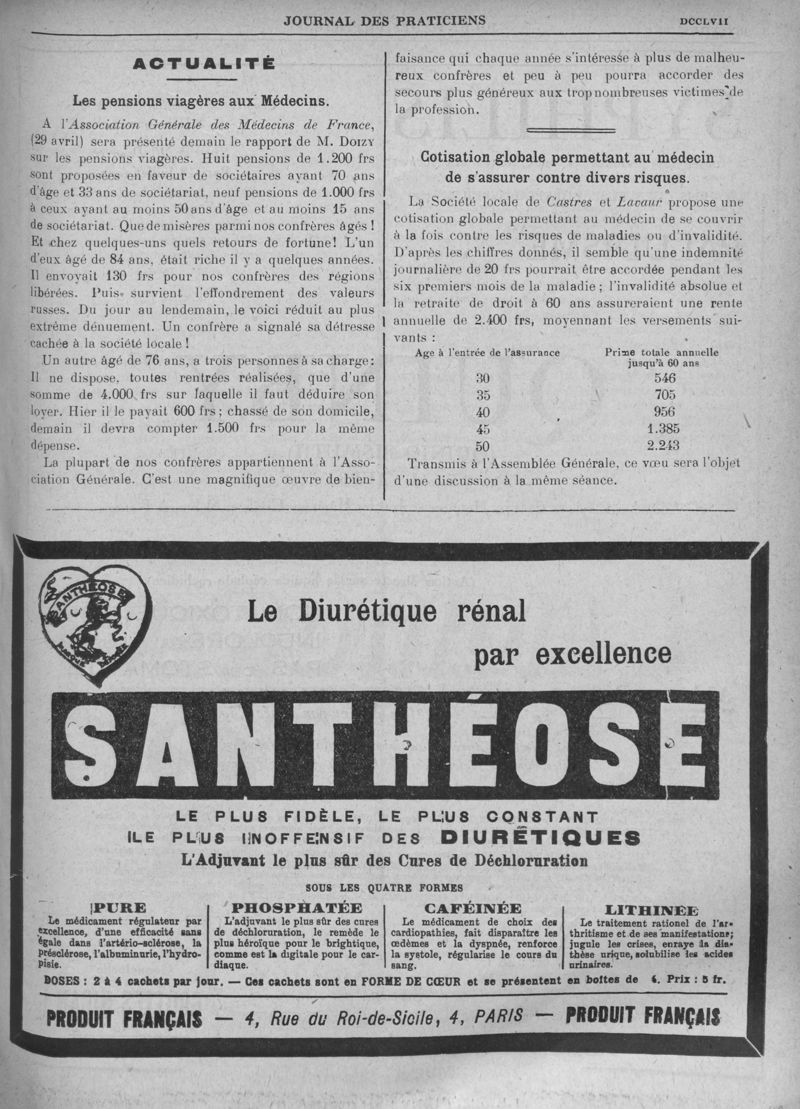 JOURNAL DES PRATICIENS
DCCLVII
ACTUALITÉ
Les pensions viagères aux Médecins.
A l'Association Générale des Médecins de France,
(29 avril) sera présenté demain le rapport de M. Doizy
sur les pensions viagères. Huit pensions de 1.200 frs
sont proposées en faveur de sociétaires ayant 70 ans
d'âge et 33 ans de sociétariat, neuf pensions de 1.000 frs
à ceux ayant au moins 50 ans d'âge et au moins 15 ans
de sociétariat. Que de misères parmi nos confrères âgés !
Et chez quelques-uns quels retours de fortune! L'un
d'eux âgé de 84 ans, était riche il y a quelques années.
Il envoyait 130 frs pour nos confrères des régions
libérées. Puis survient l'effondrement des valeurs
russes. Du jour au lendemain, le voici réduit au plus
extrême dénuement. Un confrère a signalé sa détresse
cachée à la société locale !
Un autre âgé de 76 ans, a trois personnes à sa charge:
Il ne dispose, toutes rentrées réalisées, que d'une
somme de 4.000 frs sur laquelle il faut déduire son
loyer. Hier il le payait 600 frs ; chassé de son domicile,
demain il devra compter 1.500 frs pour la même
dépense.
La plupart de nos confrères appartiennent à l'Asso-
ciation Générale. C'est une magnifique œuvre de bien-
faisance qui chaque année s'intéresse à plus de malheu-
reux confrères et peu à peu pourra accorder des
secours plus généreux aux trop nombreuses victimes de
la profession.
Cotisation globale permettant au médecin
de s'assurer contre divers risques.
La Société locale de Castres et Lavaur propose une
cotisation globale permettant au médecin de se couvrir
à la fois contre les risques de maladies ou d'invalidité.
D'après les chiffres donnés, il semble qu'une indemnité
journalière de 20 frs pourrait être accordée pendant les
six premiers mois de la maladie ; l'invalidité absolue et
la retraite de droit à 60 ans assureraient une rente
annuelle de 2.400 frs, moyennant les versements sui-
vants :
Age à l'entrée de l'assurance Prime totale annuelle
jusqu'à 60 ans
30 546
35 705
40 956
45 1.385
50 2.243
Transmis à l'Assemblée Générale, ce vœu sera l'objet
d'une discussion à la même séance.
SANTHÉOSE
Le Diurétique rénal
par excellence
SANTHÉOSE
LE PLUS FIDÈLE, LE PLUS CONSTANT
LE PLUS INOFFENSIF DES DIURÉTIQUES
L'Adjuvant le plus sûr des Cures de Déchloruration
SOUS LES QUATRE FORMES
PURE
Le médicament régulateur par
excellence, d'une efficacité sans
égale dans l'artério-sclérose, la
présclérose, l'albuminurie, l'hydro-
pisie.
PHOSPHATÉE
L'adjuvant le plus sûr des cures
de déchloruration, le remède le
plus héroïque pour le brightique,
comme est la digitale pour le car-
diaque.
CAFÉINÉE
Le médicament de choix des
cardiopathies, fait disparaître les
œdèmes et la dyspnée, renforce
la systole, régularise le cours du
sang.
LITHINEE
Le traitement rationel de l'ar-
thritisme et de ses manifestations;
jugule les crises, enraye la dia-
thèse urique, solubilise les acides
urinaires.
DOSES : 2 à 4 cachets par jour. — Ces cachets sont en FORME DE CŒUR et se présentent en boîtes de 4. Prix : 5 fr.
PRODUIT FRANÇAIS — 4, Rue du Roi-de-Sicile, 4, PARIS — PRODUIT FRANÇAIS